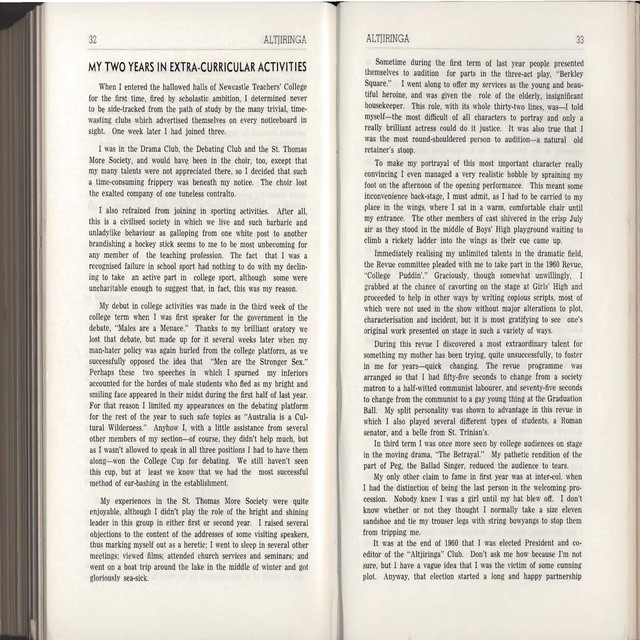 32
ALTJIRINGA
MY TWO YEARS IN EXTRA-CURRICULAR ACTIVITIES
When I entered the hallowed halls of Newcastle Teachers' College
for the first time, fired by scholastic ambition, I determined never
to be side-tracked from the path of study by the many trivial, time-
wasting clubs which advertised themselves on every noticeboard in
sight. One week later I had joined three.
I was in the Drama Club, the Debating Club and the St. Thomas
More Society, and would have been in the choir, too, except that
my many talents were not appreciated there, so I decided that such
a time-consuming frippery was beneath my notice. The choir lost
the exalted company of one tuneless contralto.
I also refrained from joining in sporting activities. After all,
this is a civilised society in which we live and such barbaric and
unladylike behaviour as galloping from one white post to another
brandishing a hockey stick seems to me to be most unbecoming for
any member of the teaching profession. The fact that I was a
recognised failure in school sport had nothing to do with my declin-
ing to take an active part in college sport, although some were
uncharitable enough to suggest that, in fact, this was my reason.
My debut in college activities was made in the third week of the
college term when I was first speaker for the government in the
debate, "Males are a Menace." Thanks to my brilliant oratory we
lost that debate, but made up for it several weeks later when my
man-hater policy was again hurled from the college platform, as we
successfully opposed the idea that "Men are the Stronger Sex."
Perhaps these two speeches in which I spurned my inferiors
accounted for the hordes of male students who fled as my bright and
smiling face appeared in their midst during the first half of last year.
For that reason I limited my appearances on the debating platform
for the rest of the year to such safe topics as "Australia is a Cul-
tural Wilderness." Anyhow I, with a little assistance from several
other members of my section—of course, they didn't help much, but
as I wasn't allowed to speak in all three positions I had to have them
along—won the College Cup for debating. We still haven't seen
this cup, but at least we know that we had the most successful
method of ear-bashing in the establishment.
My experiences in the St. Thomas More Society were quite
enjoyable, although I didn't play the role of the bright and shining
leader in this group in either first or second year. I raised several
objections to the content of the addresses of some visiting speakers,
thus marking myself out as a heretic; I went to sleep in several other
meetings; viewed films; attended church services and seminars; and
went on a boat trip around the lake in the middle of winter and got
gloriously sea-sick.
ALTJIRINGA
33
Sometime during the first term of last year people presented
themselves to audition for parts in the three-act play, "Berkley
Square." I went along to offer my services as the young and beau-
tiful heroine, and was given the role of the elderly, insignificant
housekeeper. This role, with its whole thirty-two lines, was—I told
myself—the most difficult of all characters to portray and only a
really brilliant actress could do it justice. It was also true that I
was the most round-shouldered person to audition—a natural old
retainer's stoop.
To make my portrayal of this most important character really
convincing I even managed a very realistic hobble by spraining my
foot on the afternoon of the opening performance. This meant some
inconvenience back-stage, I must admit, as I had to be carried to my
place in the wings, where I sat in a warm, comfortable chair until
my entrance. The other members of cast shivered in the crisp July
air as they stood in the middle of Boys' High playground waiting to
climb a rickety ladder into the wings as their cue came up.
Immediately realising my unlimited talents in the dramatic field,
the Revue committee pleaded with me to take part in the 1960 Revue,
"College Puddin'." Graciously, though somewhat unwillingly, I
grabbed at the chance of cavorting on the stage at Girls' High and
proceeded to help in other ways by writing copious scripts, most of
which were not used in the show without major alterations to plot,
characterisation and incident, but it is most gratifying to see one's
original work presented on stage in such a variety of ways.
During this revue I discovered a most extraordinary talent for
something my mother has been trying, quite unsuccessfully, to foster
in me for years—quick changing. The revue programme was
arranged so that I had fifty-five seconds to change from a society
matron to a half-witted communist labourer, and seventy-five seconds
to change from the communist to a gay young thing at the Graduation
Ball. My split personality was shown to advantage in this revue in
which I also played several different types of students, a Roman
senator, and a belle from St. Trinian's.
In third term I was once more seen by college audiences on stage
in the moving drama, "The Betrayal." My pathetic rendition of the
part of Peg, the Ballad Singer, reduced the audience to tears.
My only other claim to fame in first year was at inter-col. when
I had the distinction of being the last person in the welcoming pro-
cession. Nobody knew I was a girl until my hat blew off. I don't
know whether or not they thought I normally take a size eleven
sandshoe and tie my trouser legs with string bowyangs to stop them
from tripping me.
It was at the end of 1960 that I was elected President and co-
editor of the "Altjiringa" Club. Don't ask me how because I'm not
sure, but I have a vague idea that I was the victim of some cunning
plot. Anyway, that election started a long and happy partnership